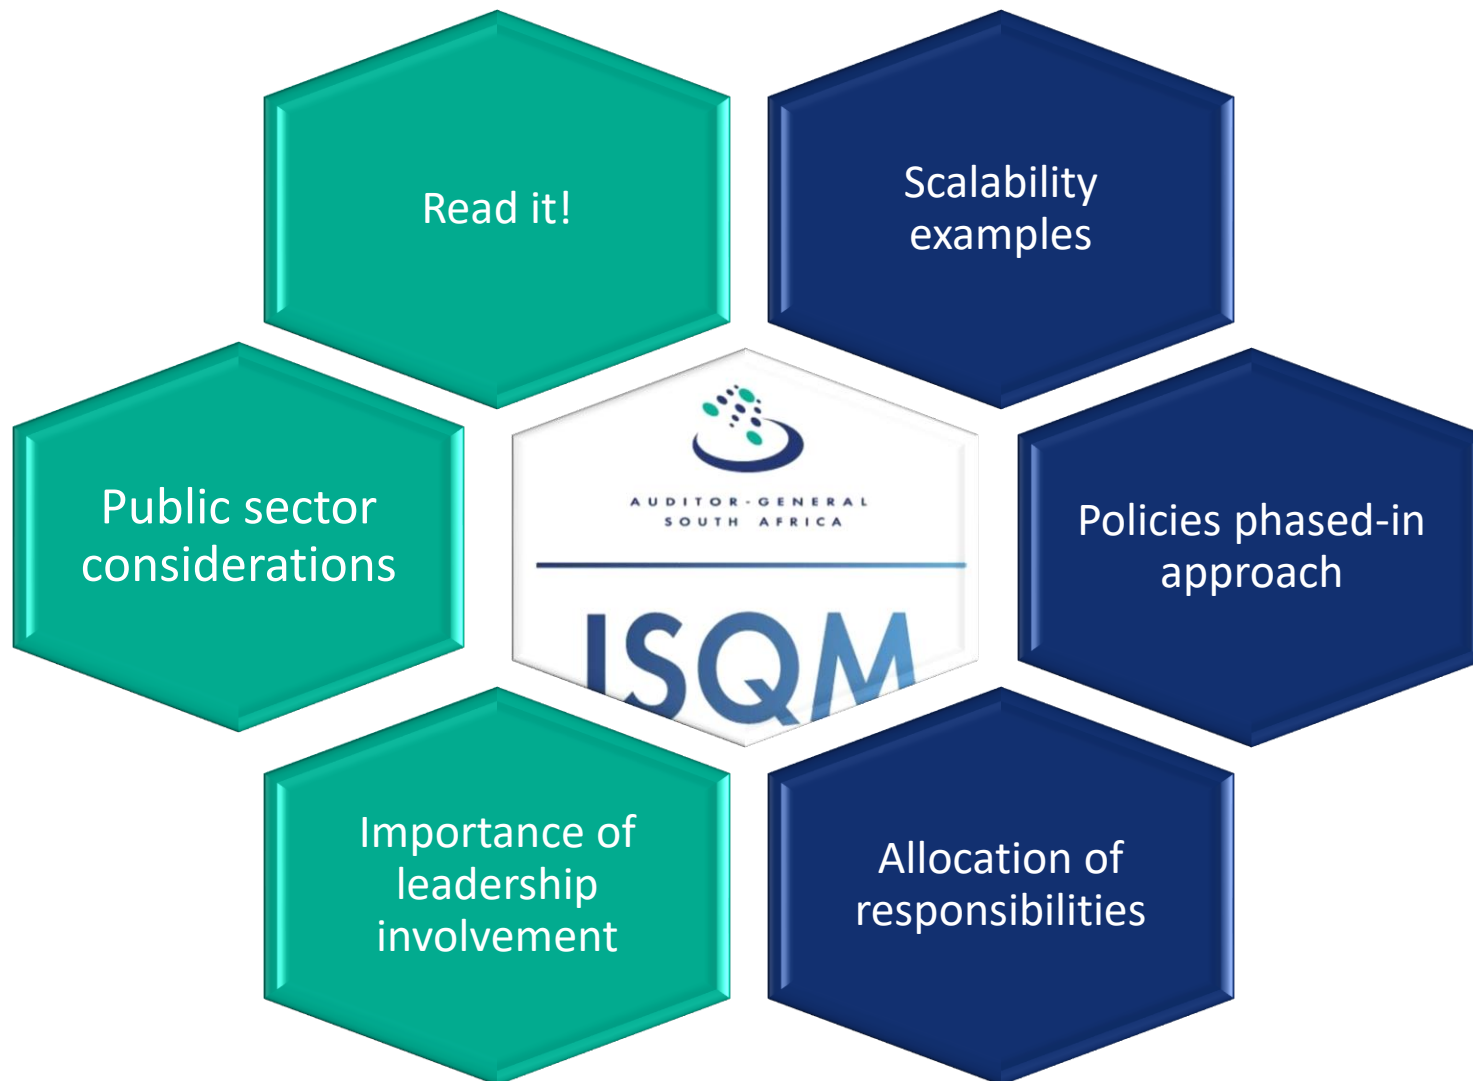 Read it!
Scalability
examples
Public sector
considerations
AUDITOR-GENERAL
SOUTH AFRICA
ISQM
Policies phased-in
approach
Importance of
leadership
involvement
Allocation of
responsibilities